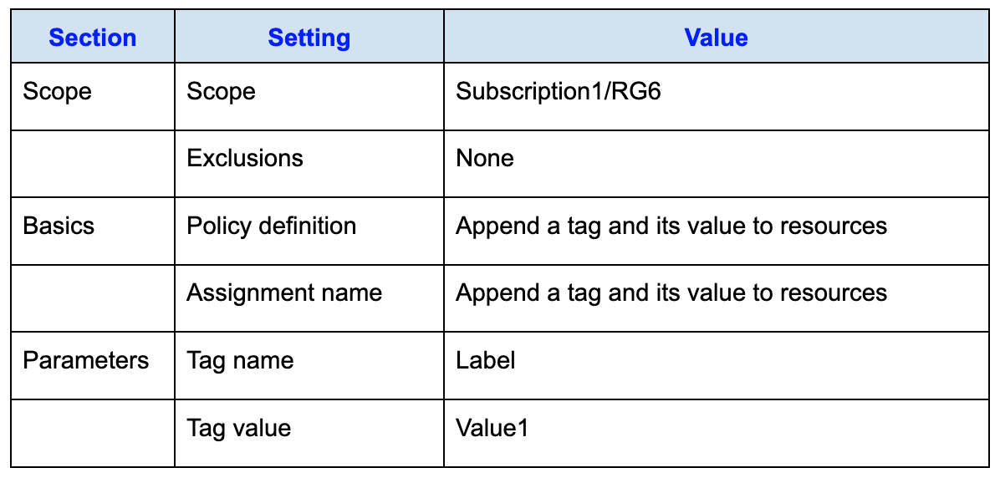 Section Setting Value
Scope Scope Subscription1/RG6
Exclusions None
Basics Policy definition Append a tag and its value to resources
Assignment name Append a tag and its value to resources
Parameters Tag name Label
Tag value Value1